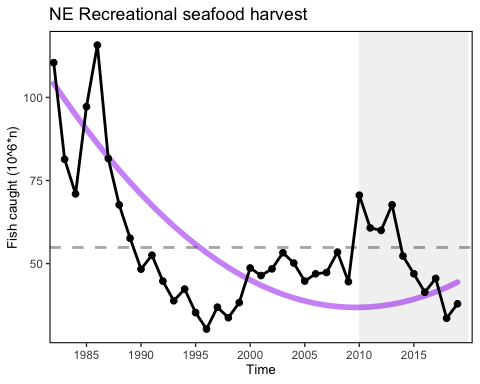 NE Recreational seafood harvest
Fish caught (10^6*n)
100
75
50
1985 1990 1995 2000 2005 2010 2015
Time